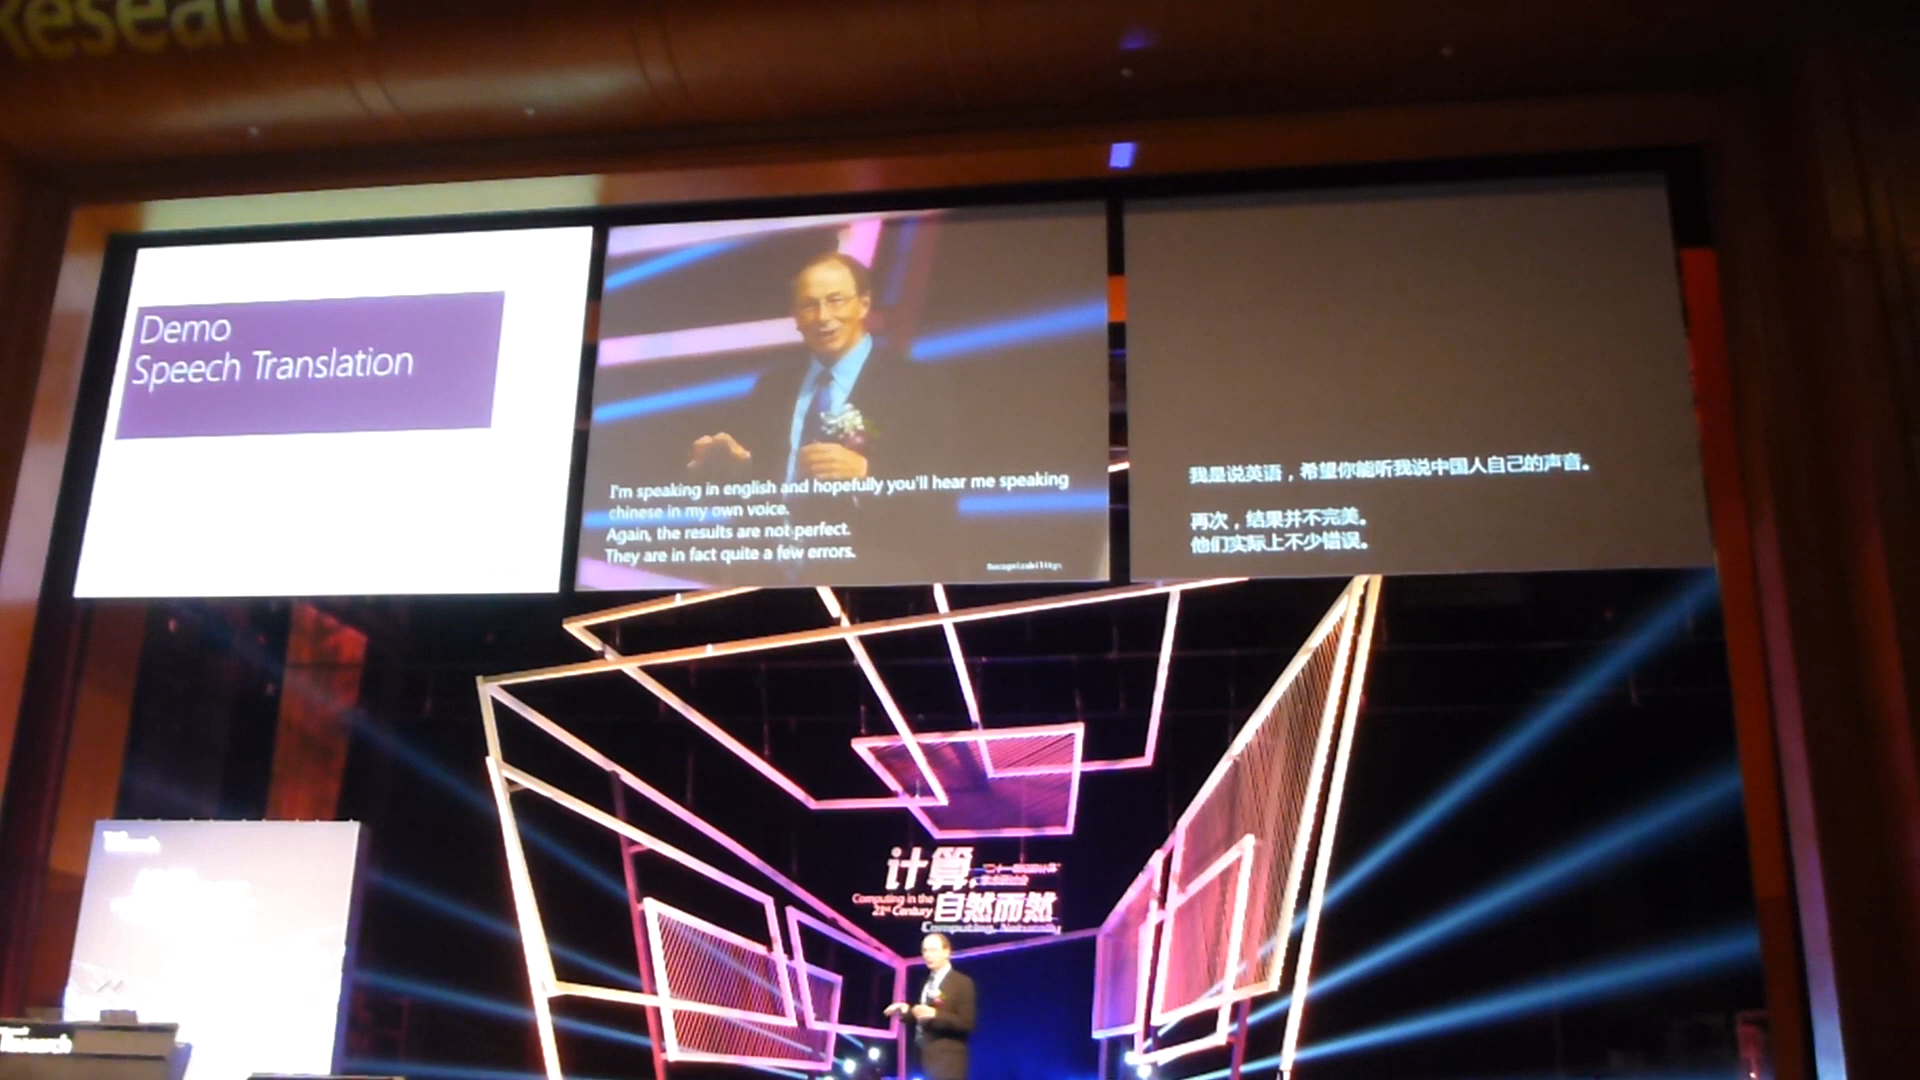 Research
Demo
Speech Translation
I'm speaking in english and hopefully you'll hear me speaking
chinese in my own voice.
Again, the results are not perfect.
They are in fact quite a few errors.
我是说英语，希望你能听我说中国人自己的声音。
再次，结果并不完美。
他们实际上不少错误。
计算，
Computing in the
21st Century
自然而然
Computing, Naturally
Research